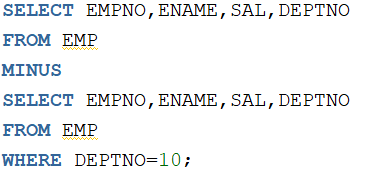 SELECT EMPNO,ENAME,SAL,DEPTNO
FROM EMP
MINUS
SELECT EMPNO,ENAME,SAL,DEPTNO
FROM EMP
WHERE DEPTNO=10;